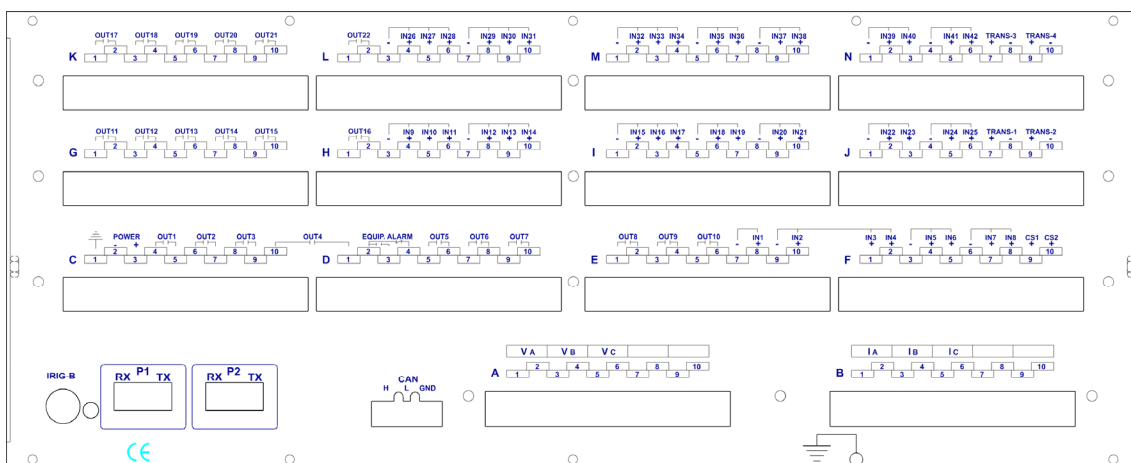 OUT17 OUT18 OUT19 OUT20 OUT21 OUT22 IN26 IN27 IN28 IN29 IN30 IN31 IN32 IN33 IN34 IN35 IN36 IN37 IN38 IN39 IN40 IN41 IN42 TRANS-3 TRANS-4
- + + + - + + + - + + + - + + - + + - + + - + + + - + -
K 1 2 3 4 5 6 7 8 9 10 L 1 2 3 4 5 6 7 8 9 10 M 1 2 3 4 5 6 7 8 9 10 N 1 2 3 4 5 6 7 8 9 10
OUT11 OUT12 OUT13 OUT14 OUT15 OUT16 IN9 IN10 IN11 IN12 IN13 IN14 IN15 IN16 IN17 IN18 IN19 IN20 IN21 IN22 IN23 IN24 IN25 TRANS-1 TRANS-2
- + + + - + + + - + + + - + + - + + - + + - + + + - + -
G 1 2 3 4 5 6 7 8 9 10 H 1 2 3 4 5 6 7 8 9 10 I 1 2 3 4 5 6 7 8 9 10 J 1 2 3 4 5 6 7 8 9 10
POWER OUT1 OUT2 OUT3 OUT4 EQUIP. ALARM OUT5 OUT6 OUT7 OUT8 OUT9 OUT10 IN1 IN2 IN3 IN4 IN5 IN6 IN7 IN8 CS1 CS2
- + - + - + + + - + + - + + + +
C 1 2 3 4 5 6 7 8 9 10 D 1 2 3 4 5 6 7 8 9 10 E 1 2 3 4 5 6 7 8 9 10 F 1 2 3 4 5 6 7 8 9 10
VA VB VC IA IB IC
A 1 2 3 4 5 6 7 8 9 10 B 1 2 3 4 5 6 7 8 9 10
IRIG-B
RX P1 TX RX P2 TX
CAN
H L GND
CE